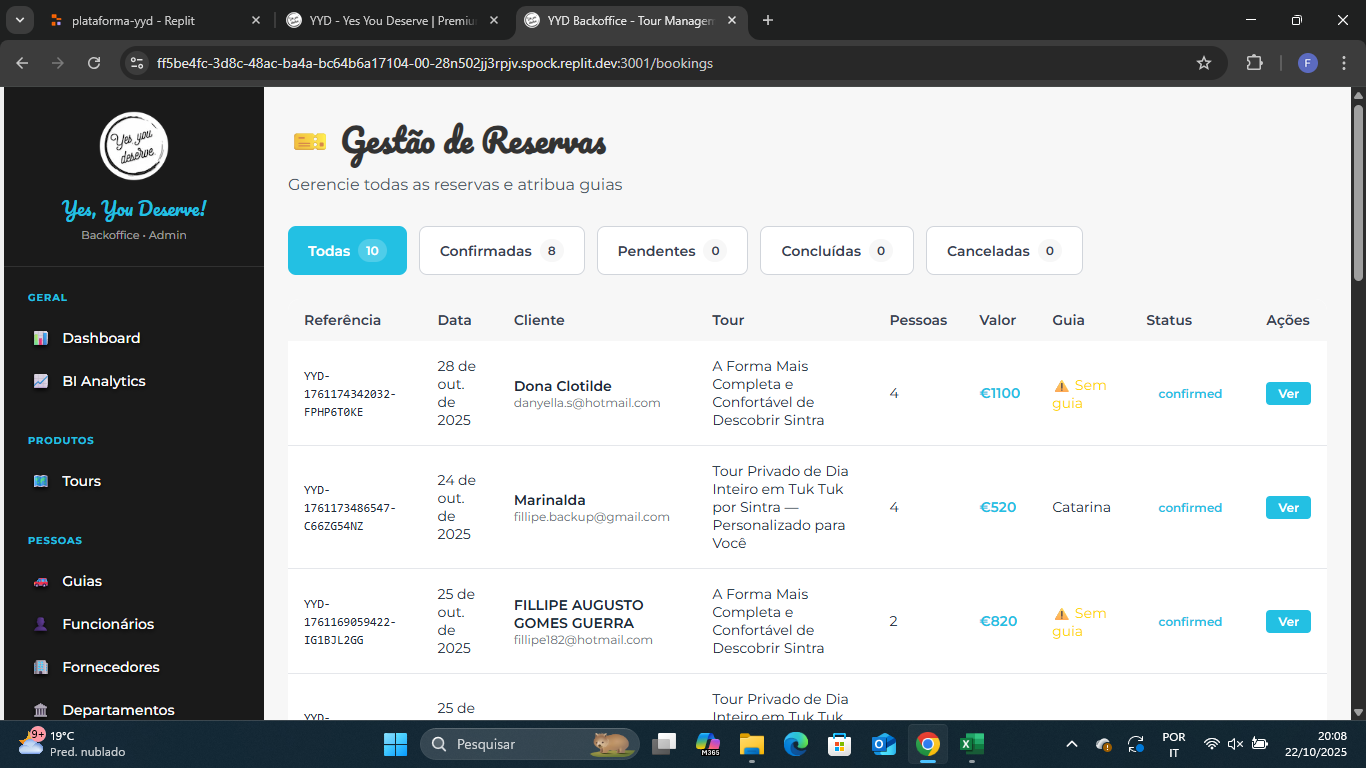 plataforma-yyd - Replit
YYD - Yes You Deserve | Premiu
YYD Backoffice - Tour Managem
ff5be4fc-3d8c-48ac-ba4a-bc64b6a17104-00-28n502jj3rpjv.spock.replit.dev:3001/bookings
F
Yes you
deserve.
Yes, You Deserve!
Backoffice • Admin
GERAL
Dashboard
BI Analytics
PRODUTOS
Tours
PESSOAS
Guias
Funcionários
Fornecedores
Departamentos
Gestão de Reservas
Gerencie todas as reservas e atribua guias
Todas 10
Confirmadas 8
Pendentes 0
Concluídas 0
Canceladas 0
Referência Data Cliente Tour Pessoas Valor Guia Status Ações
YYD-
1761174342032-
FPHP6T0KE
28 de
out.
de
2025
Dona Clotilde
danyella.s@hotmail.com
A Forma Mais
Completa e
Confortável de
Descobrir Sintra
4
€1100
Sem
guia
confirmed
Ver
YYD-
1761173486547-
C66ZG54NZ
24 de
out.
de
2025
Marinalda
fillipe.backup@gmail.com
Tour Privado de Dia
Inteiro em Tuk Tuk
por Sintra —
Personalizado para
Você
4
€520
Catarina
confirmed
Ver
YYD-
1761169059422-
IG1BJL2GG
25 de
out.
de
2025
FILLIPE AUGUSTO
GOMES GUERRA
fillipe182@hotmail.com
A Forma Mais
Completa e
Confortável de
Descobrir Sintra
2
€820
Sem
guia
confirmed
Ver
YYD-
25 de
Tour Privado de Dia
Inteiro em Tuk Tuk
9+
19°C
Pred. nublado
Pesquisar
M365
POR
IT
20:08
22/10/2025